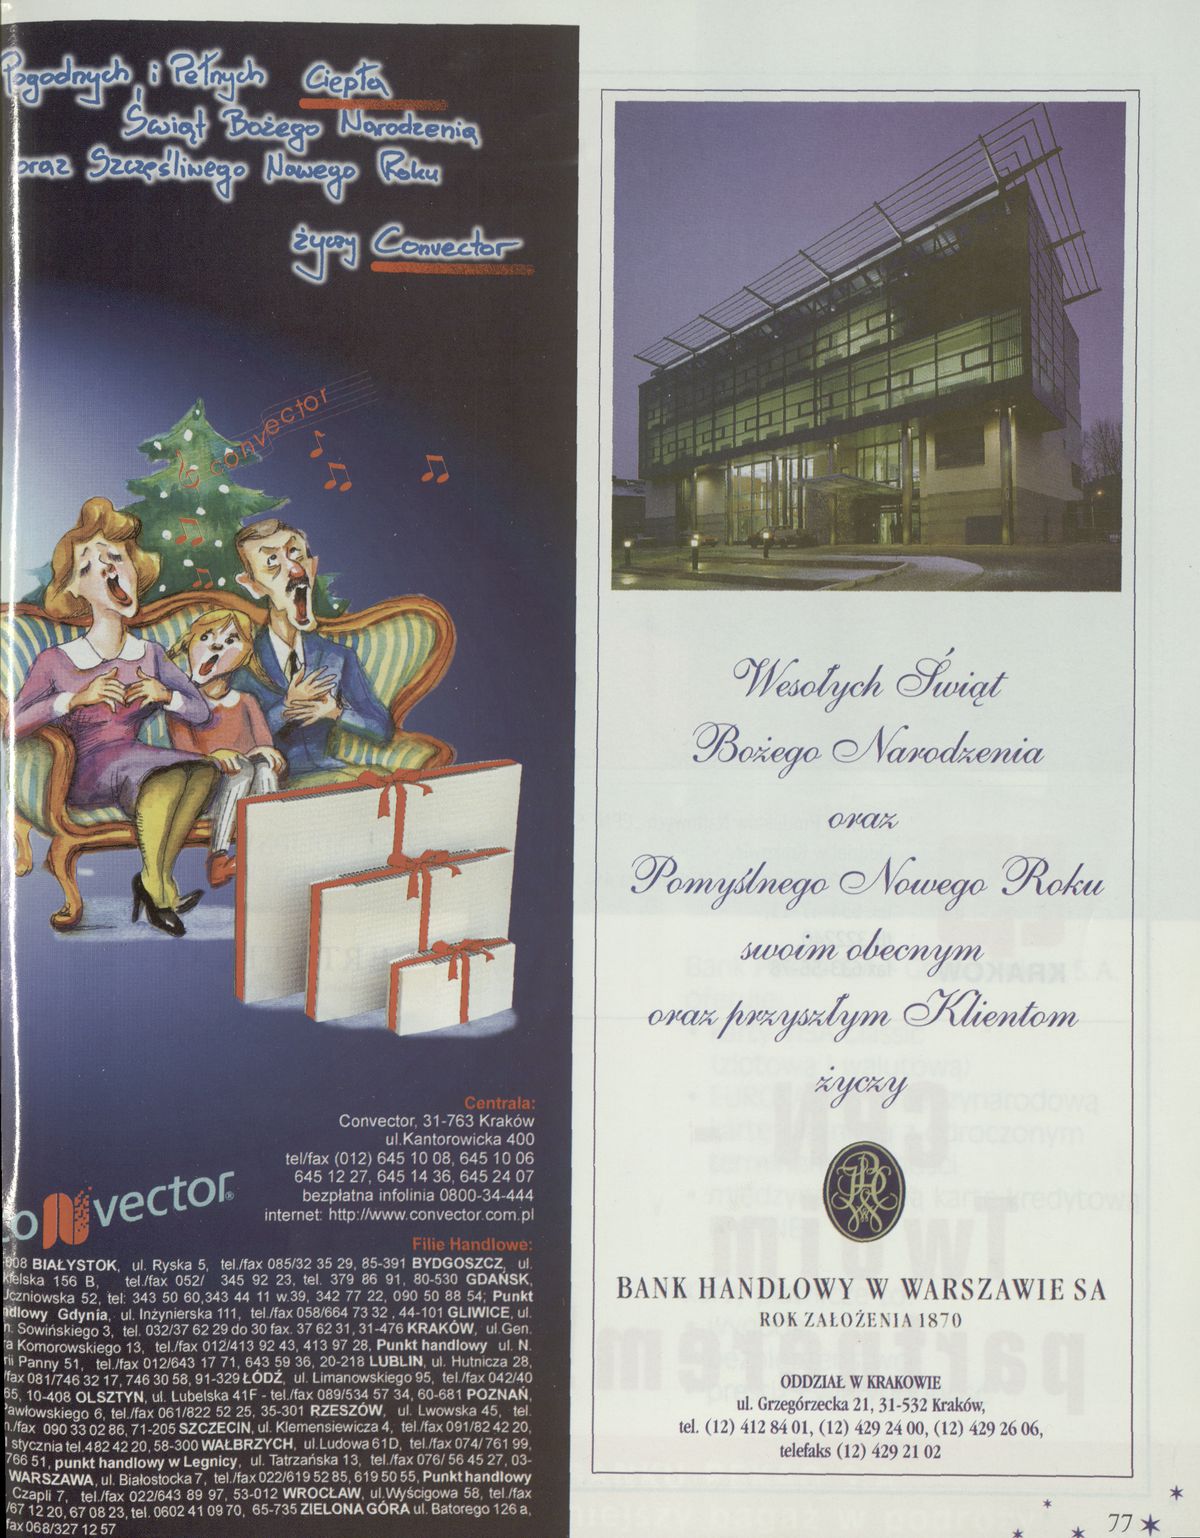 Pogodnych i Pełnych Ciepła
Świąt Bożego Narodzenia
oraz Szczęśliwego Nowego Roku
życzy Convector
convector
Centrala:
Convector, 31-763 Kraków
ul.Kantorowicka 400
tel/fax (012) 645 10 08, 645 10 06
645 12 27, 645 14 36, 645 24 07
bezpłatna infolinia 0800-34-444
internet: http://www.convector.com.pl
coNvector®
Filie Handlowe:
008 BIAŁYSTOK, ul. Ryska 5, tel./fax 085/32 35 29, 85-391 BYDGOSZCZ, ul.
156 B, tel./fax 052/ 345 92 23, tel. 379 86 91, 80-530 GDAŃSK,
Uczniowska 52, tel: 343 50 60,343 44 11 w.39, 342 77 22, 090 50 88 54; Punkt
handlowy Gdynia, ul. Inżynierska 111, tel./fax 058/664 73 32 , 44-101 GLIWICE, ul.
Sowińskiego 3, tel. 032/37 62 29 do 30 fax. 37 62 31, 31-476 KRAKÓW, ul.Gen.
Komorowskiego 13, tel./fax 012/413 92 43, 413 97 28, Punkt handlowy ul. N.
Panny 51, tel./fax 012/643 17 71, 643 59 36, 20-218 LUBLIN, ul. Hutnicza 28,
/fax 081/746 32 17, 746 30 58, 91-329 ŁÓDŹ, ul. Limanowskiego 95, tel./fax 042/40
65, 10-408 OLSZTYN, ul. Lubelska 41F - tel./fax 089/534 57 34, 60-681 POZNAŃ,
Pawłowskiego 6, tel./fax 061/822 52 25, 35-301 RZESZÓW, ul. Lwowska 45, tel.
/fax 090 33 02 86, 71-205 SZCZECIN, ul. Klemensiewicza 4, tel./fax 091/82 42 20,
stycznia tel.482 42 20, 58-300 WAŁBRZYCH, ul.Ludowa 61D, tel./fax 074/ 761 99,
766 51, punkt handlowy w Legnicy, ul. Tatrzańska 13, tel./fax 076/ 56 45 27, 03-
WARSZAWA, ul. Białostocka 7, tel./fax 022/619 52 85, 619 50 55, Punkt handlowy
Czapli 7, tel./fax 022/643 89 97, 53-012 WROCŁAW, ul.Wyścigowa 58, tel./fax
/67 12 20, 67 08 23, tel. 0602 41 09 70, 65-735 ZIELONA GÓRA ul. Batorego 126 a,
fax 068/327 12 57
Wesołych Świąt
Bożego Narodzenia
oraz
Pomyślnego Nowego Roku
swoim obecnym
oraz przyszłym Klientom
życzy
BANK HANDLOWY W WARSZAWIE SA
ROK ZAŁOŻENIA 1870
ODDZIAŁ W KRAKOWIE
ul. Grzegórzecka 21, 31-532 Kraków,
tel. (12) 412 84 01, (12) 429 24 00, (12) 429 26 06,
telefaks (12) 429 21 02
77